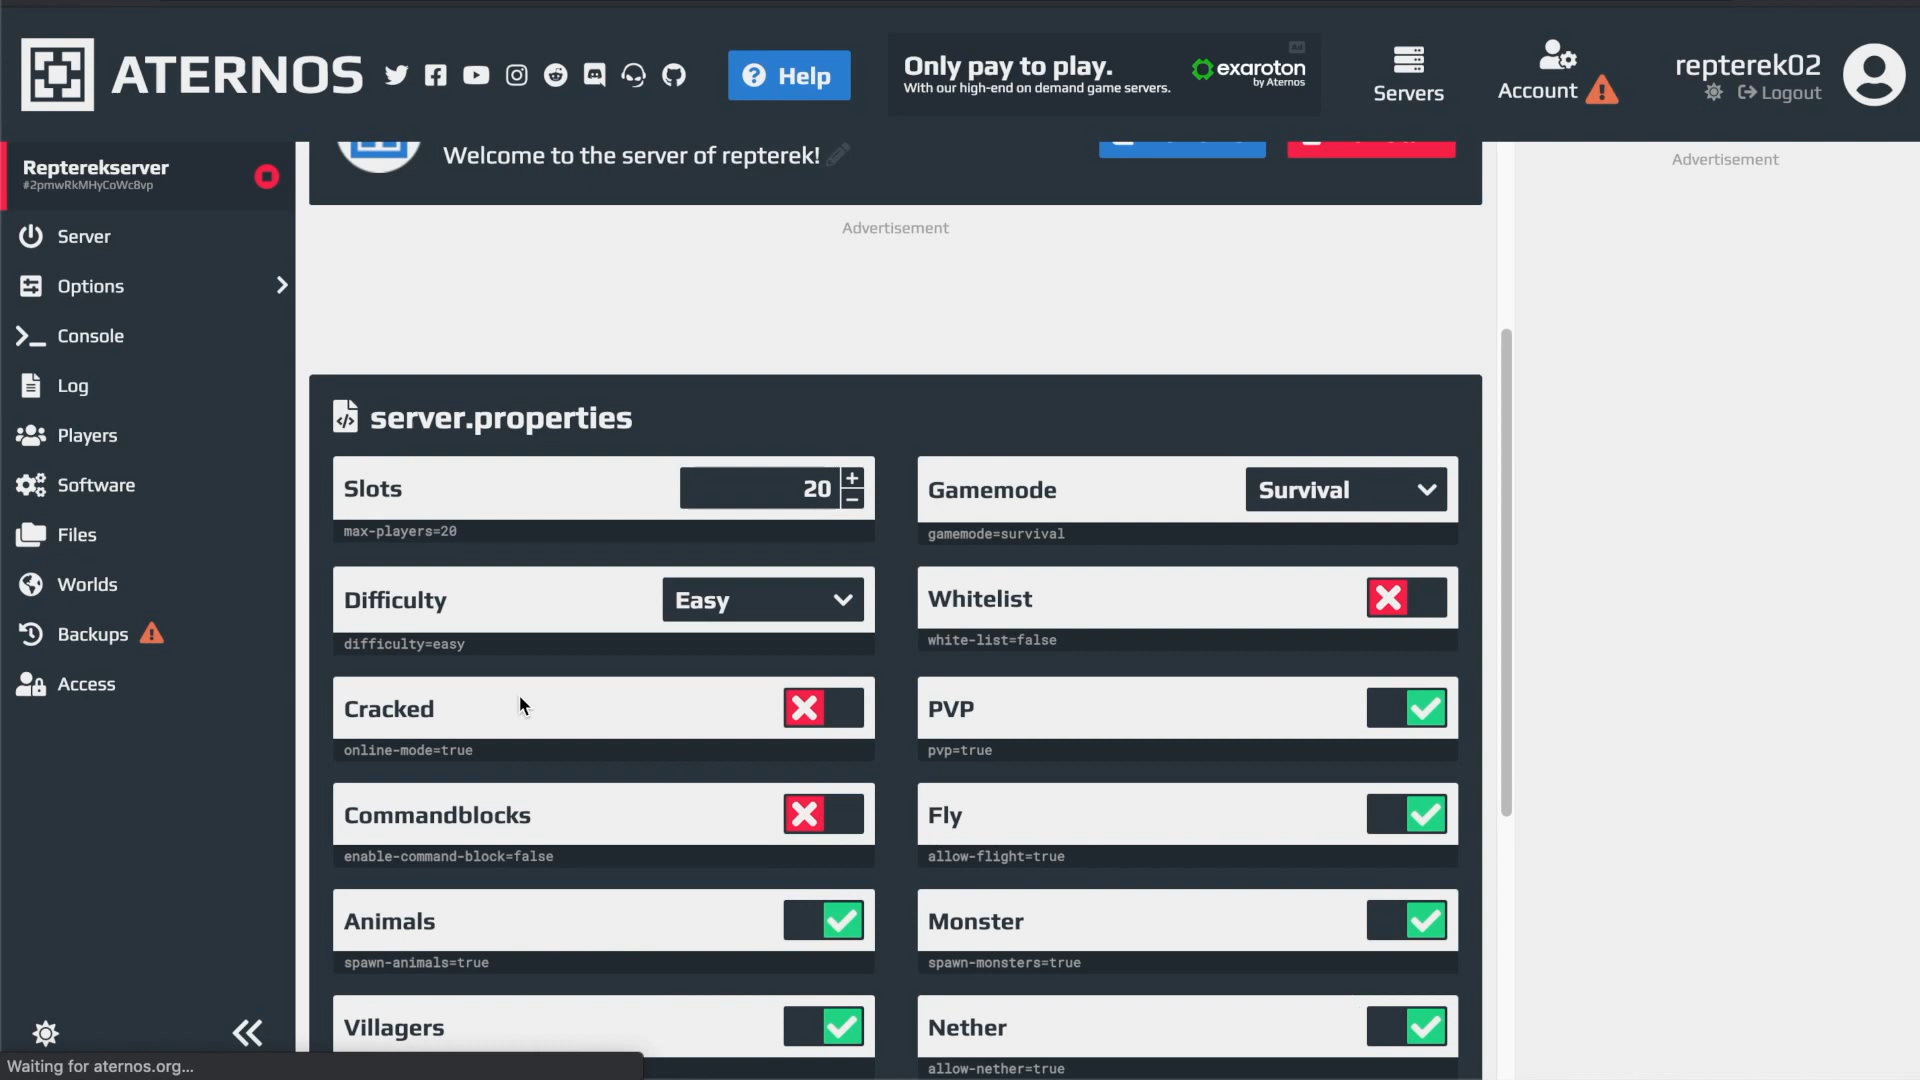 ATERNOS
Help
Only pay to play.
With our high-end on demand game servers.
Ad
exaroton
by Aternos
Servers
Account
repterek02
Logout
Repterekserver
#2pmwRkMHyCoWc8vp
Server
Options
Console
Log
Players
Software
Files
Worlds
Backups
Access
Welcome to the server of repterek!
Advertisement
Advertisement
server.properties
Slots
20
max-players=20
Gamemode
Survival
gamemode=survival
Difficulty
Easy
difficulty=easy
Whitelist
white-list=false
Cracked
online-mode=true
PVP
pvp=true
Commandblocks
enable-command-block=false
Fly
allow-flight=true
Animals
spawn-animals=true
Monster
spawn-monsters=true
Villagers
Nether
allow-nether=true
Waiting for aternos.org...